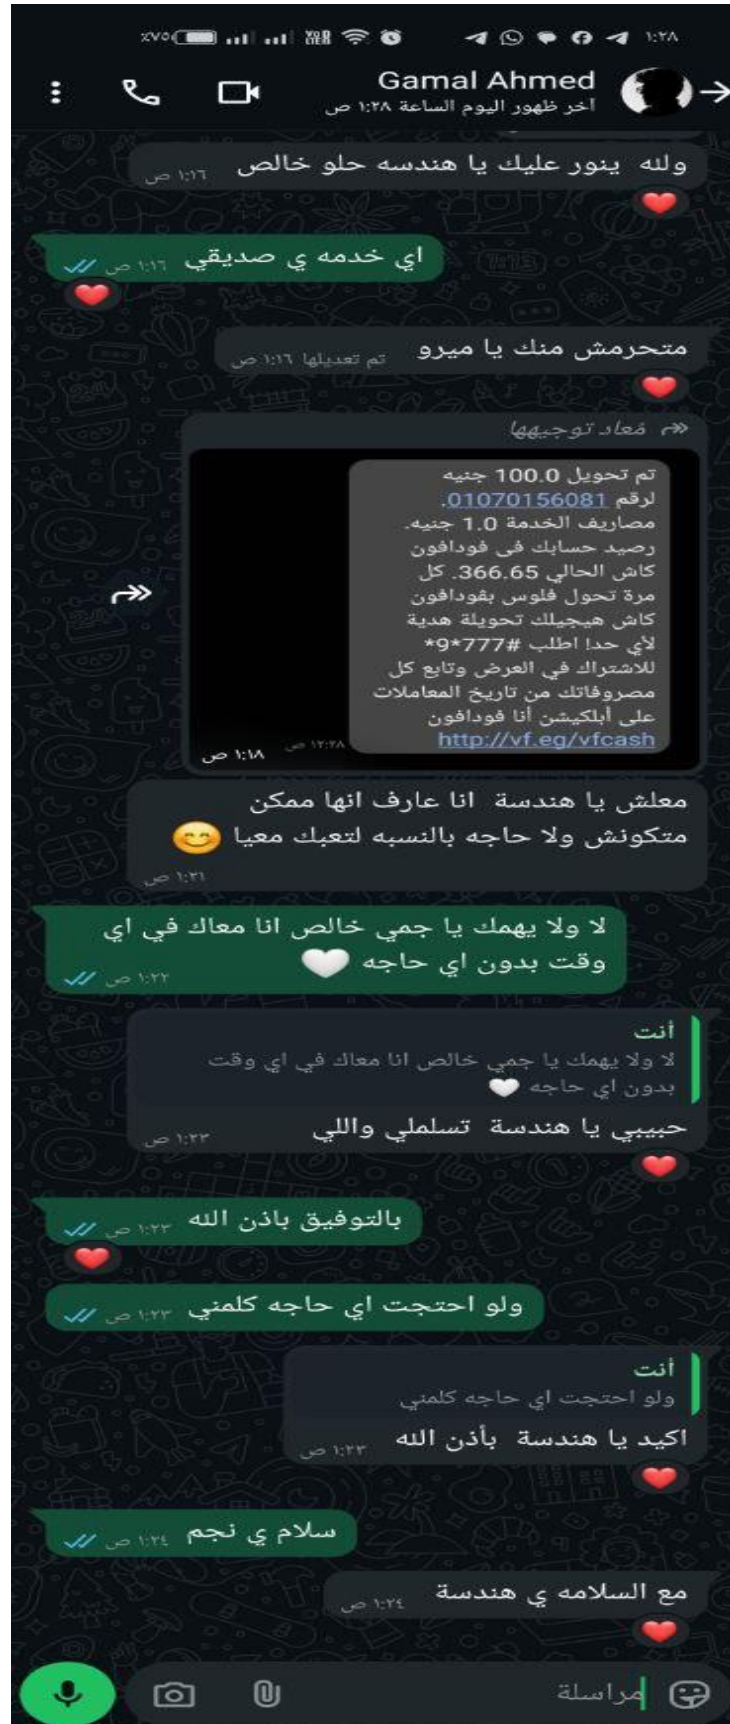 ١:٢٨
٪٧٥
Gamal Ahmed
آخر ظهور اليوم الساعة ١:٢٨ ص
ولله ينور عليك يا هندسه حلو خالص ١:١٦ ص
اي خدمه ي صديقي ١:١٦ ص
متحرمش منك يا ميرو تم تعديلها ١:١٦ ص
مُعاد توجيهها
تم تحويل 100.0 جنيه
لرقم 01070156081.
مصاريف الخدمة 1.0 جنيه.
رصيد حسابك فى فودافون
كاش الحالي 366.65. كل
مرة تحول فلوس بڤودافون
كاش هيجيلك تحويلة هدية
لأي حد! اطلب #777*9*
للاشتراك في العرض وتابع كل
مصروفاتك من تاريخ المعاملات
على أبلكيشن أنا فودافون
http://vf.eg/vfcash
١٢:٢٨ ص
١:١٨ ص
معلش يا هندسة انا عارف انها ممكن
متكونش ولا حاجه بالنسبه لتعبك معيا 😊
١:٢١ ص
لا ولا يهمك يا جمي خالص انا معاك في اي
وقت بدون اي حاجه 🤍 ١:٢٢ ص
أنت
لا ولا يهمك يا جمي خالص انا معاك في اي وقت
بدون اي حاجه 🤍
حبيبي يا هندسة تسلملي واللي ١:٢٣ ص
بالتوفيق باذن الله ١:٢٣ ص
ولو احتجت اي حاجه كلمني ١:٢٣ ص
أنت
ولو احتجت اي حاجه كلمني
اكيد يا هندسة بأذن الله ١:٢٣ ص
سلام ي نجم ١:٢٤ ص
مع السلامه ي هندسة ١:٢٤ ص
مراسلة